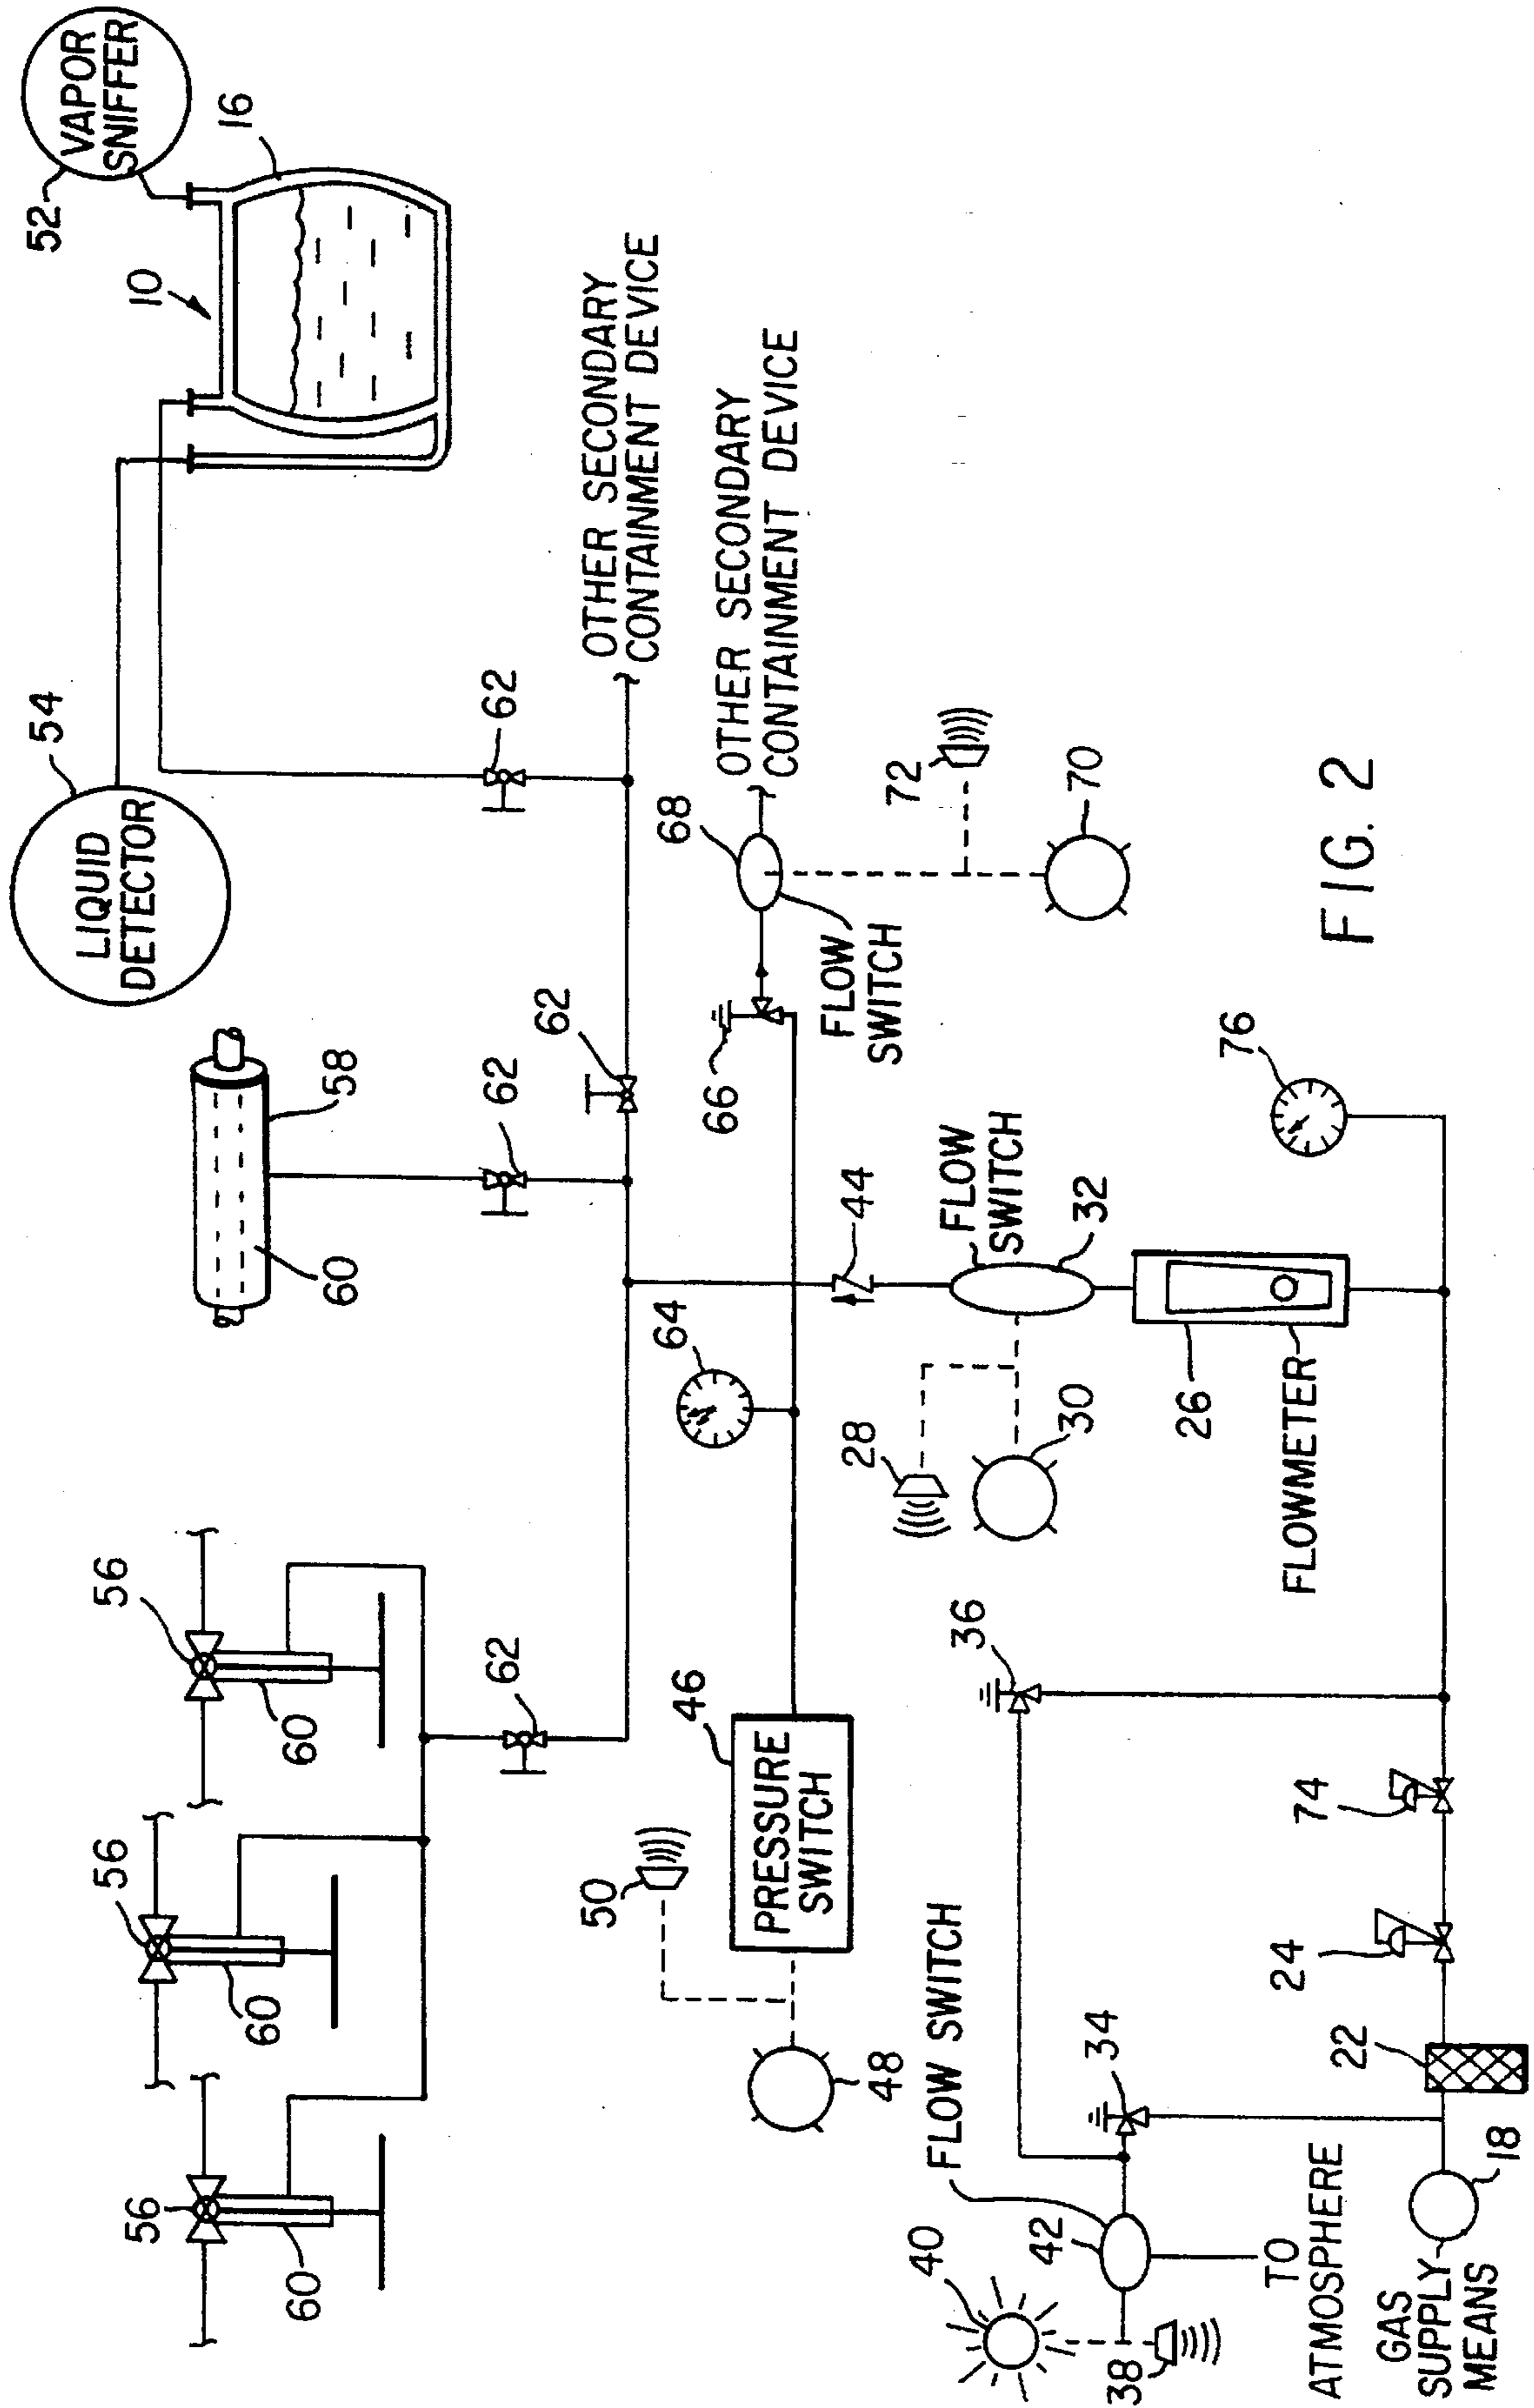 52
VAPOR
SNIFFER
10
16
54
LIQUID
DETECTOR
62
OTHER SECONDARY
CONTAINMENT DEVICE
58
60
62
62
OTHER SECONDARY
CONTAINMENT DEVICE
68
FLOW
SWITCH
66
72
70
56
60
56
60
56
60
62
64
44
FLOW
SWITCH
32
28
30
26
FLOWMETER
76
46
PRESSURE
SWITCH
50
48
36
FLOW SWITCH
34
42
40
38
TO
ATMOSPHERE
GAS
SUPPLY
MEANS
18
22
24
74
FIG. 2